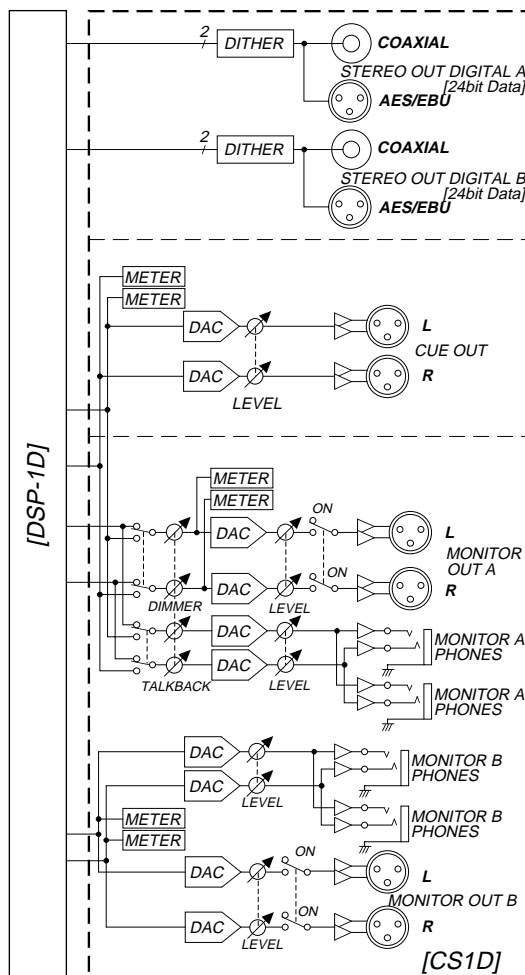 2
DITHER
COAXIAL
STEREO OUT DIGITAL A
[24bit Data]
AES/EBU
2
DITHER
COAXIAL
STEREO OUT DIGITAL B
[24bit Data]
AES/EBU
METER
METER
DAC
L
CUE OUT
DAC
R
LEVEL
[DSP-1D]
METER
METER
ON
DAC
L
MONITOR
OUT A
ON
DAC
R
DIMMER
LEVEL
DAC
MONITOR A
PHONES
DAC
TALKBACK
LEVEL
MONITOR A
PHONES
DAC
MONITOR B
PHONES
DAC
LEVEL
METER
METER
MONITOR B
PHONES
ON
DAC
L
MONITOR OUT B
ON
DAC
R
LEVEL
[CS1D]